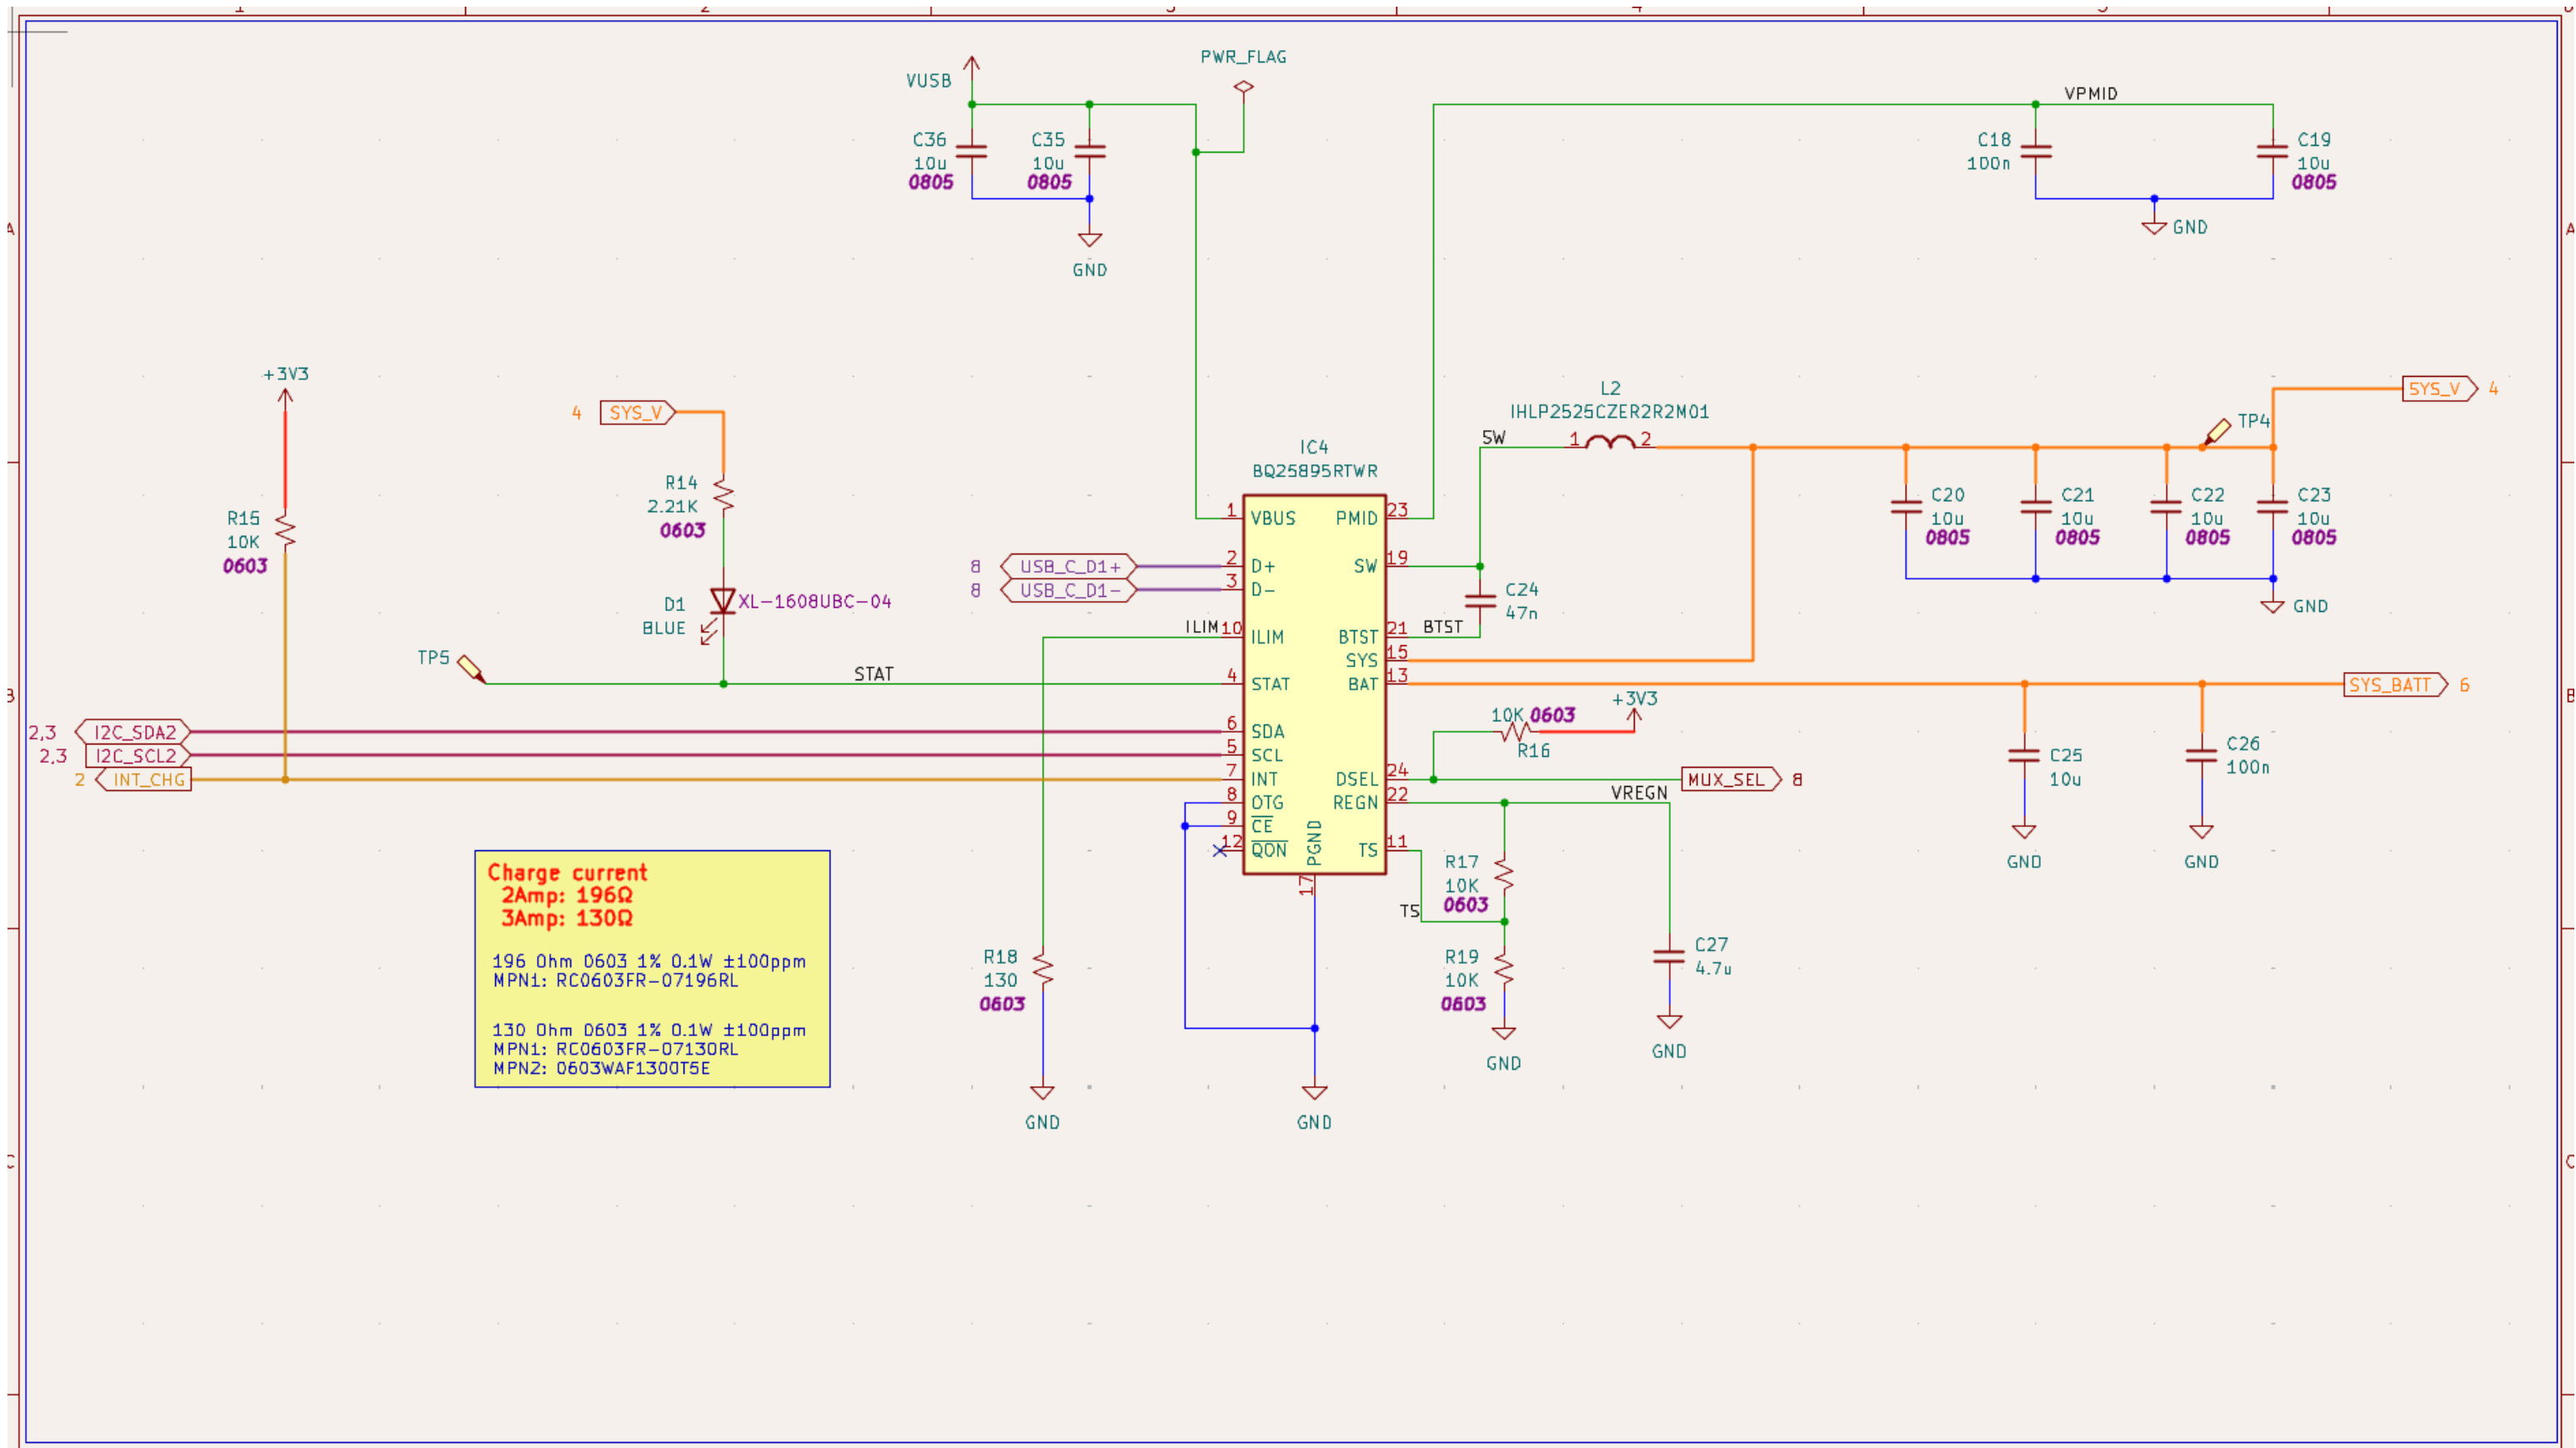 1 2 3 4 5
PWR_FLAG
VUSB
VPMID
C36
10u
0805
C35
10u
0805
C18
100n
C19
10u
0805
GND
GND
A
A
+3V3
4 SYS_V
L2
IHLP2525CZER2R2M01
SYS_V 4
TP4
SW
1 2
IC4
BQ25895RTWR
R14
2.21K
0603
R15
10K
0603
C20
10u
0805
C21
10u
0805
C22
10u
0805
C23
10u
0805
GND
1 VBUS
PMID 23
8 USB_C_D1+
2 D+
SW 19
8 USB_C_D1-
3 D-
C24
47n
D1
BLUE
XL-1608UBC-04
ILIM 10 ILIM
BTST 21 BTST
SYS 15
TP5
STAT
4 STAT
BAT 13
SYS_BATT 6
B
B
+3V3
10K 0603
R16
2,3 I2C_SDA2
6 SDA
2,3 I2C_SCL2
5 SCL
2 INT_CHG
7 INT
DSEL 24
MUX_SEL 8
8 OTG
REGN 22
VREGN
9 CE
12 QON
TS 11
PGND
17
C25
10u
GND
C26
100n
GND
R17
10K
0603
TS
Charge current
2Amp: 196Ω
3Amp: 130Ω
196 Ohm 0603 1% 0.1W ±100ppm
MPN1: RC0603FR-07196RL
130 Ohm 0603 1% 0.1W ±100ppm
MPN1: RC0603FR-07130RL
MPN2: 0603WAF1300T5E
R18
130
0603
R19
10K
0603
C27
4.7u
GND
GND
GND
GND
C
C